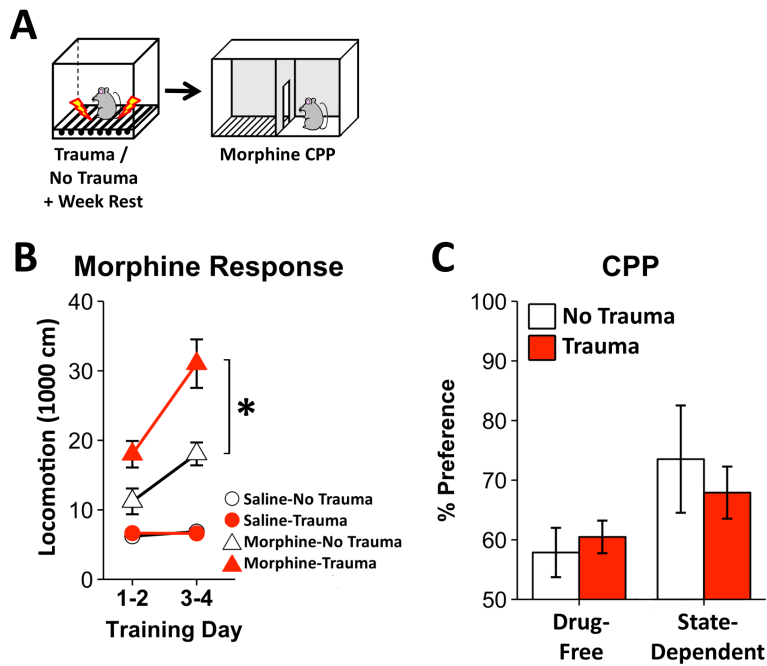 A
Trauma /
No Trauma
+ Week Rest
Morphine CPP
B
Morphine Response
Locomotion (1000 cm)
40
30
20
10
0
*
Saline-No Trauma
Saline-Trauma
Morphine-No Trauma
Morphine-Trauma
1-2
3-4
Training Day
C
CPP
% Preference
100
90
80
70
60
50
No Trauma
Trauma
Drug-
Free
State-
Dependent